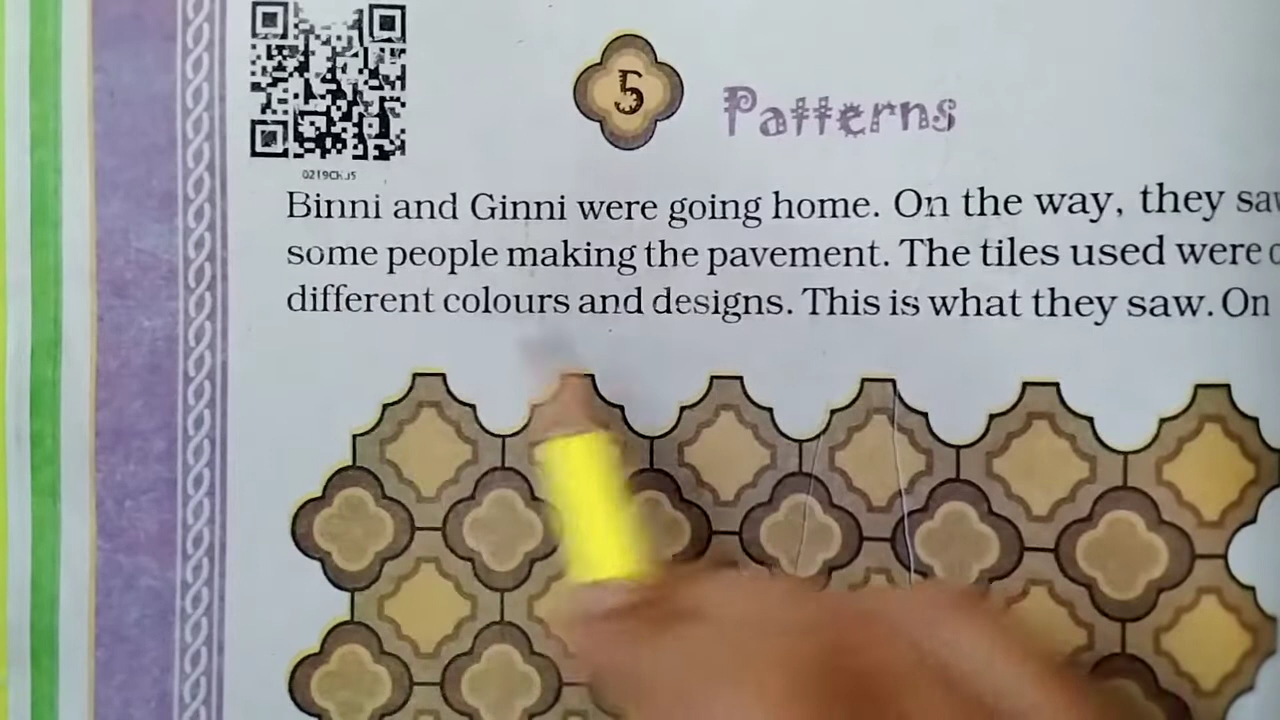 5
Patterns
Binni and Ginni were going home. On the way, they
some people making the pavement. The tiles used were
different colours and designs. This is what they saw. On